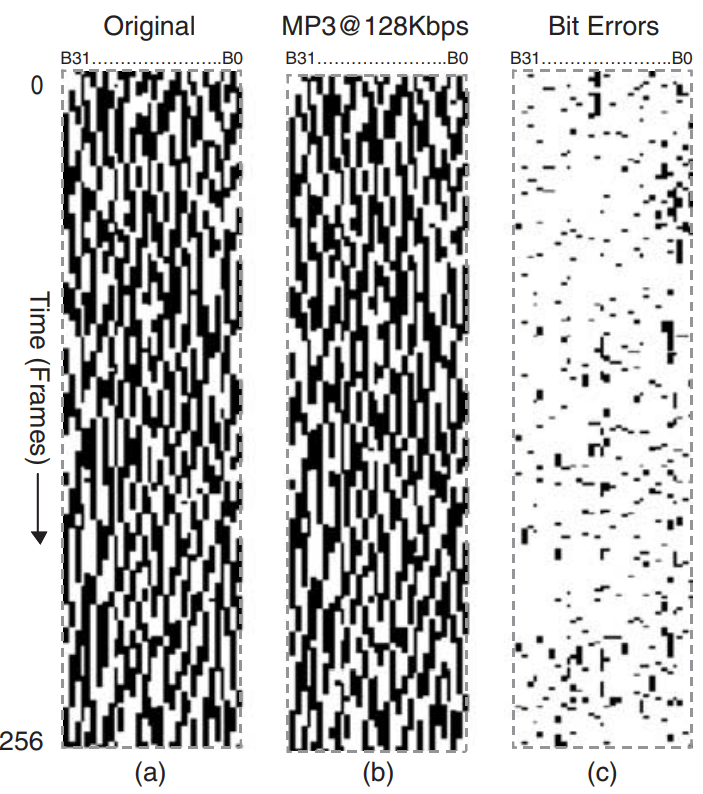 Original MP3@128Kbps Bit Errors
B31........................B0 B31........................B0 B31........................B0
0
Time (Frames)
256
(a) (b) (c)